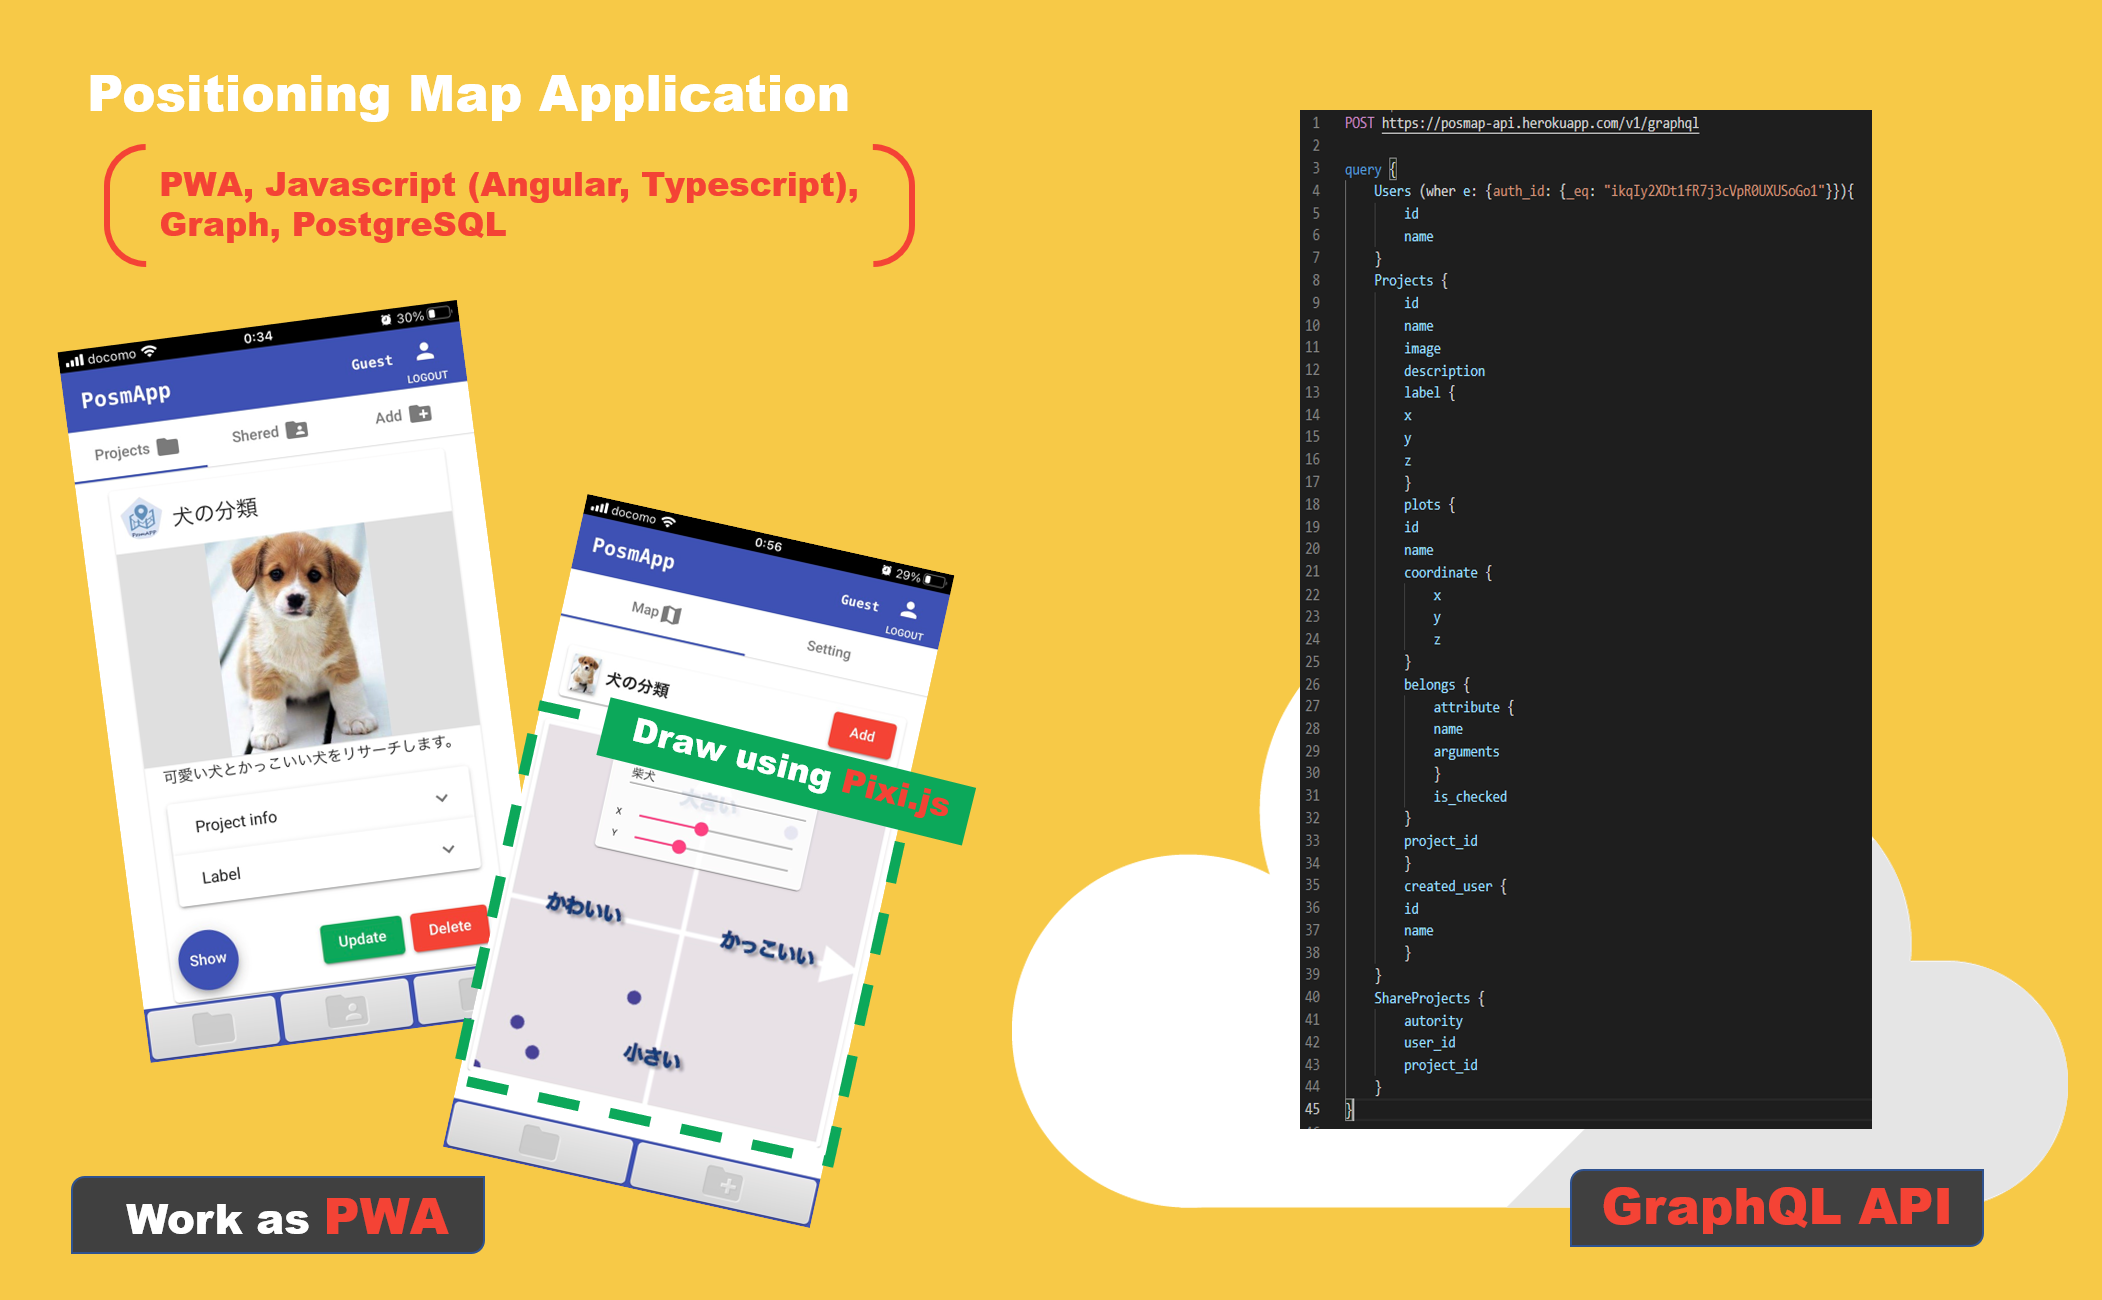 Positioning Map Application
PWA, Javascript (Angular, Typescript),
Graph, PostgreSQL
docomo 0:34 30%
PosmApp Guest LOGOUT
Projects Shered Add
PosmAPP
犬の分類
可愛い犬とかっこいい犬をリサーチします。
Project info
Label
Show Update Delete
docomo 0:56 29%
PosmApp Guest LOGOUT
Map Setting
犬の分類
Add
Draw using Pixi.js
柴犬
大きい
X
Y
かわいい
かっこいい
小さい
Work as PWA
1 POST https://posmap-api.herokuapp.com/v1/graphql
2
3 query {
4 Users (wher e: {auth_id: {_eq: "ikqIy2XDt1fR7j3cVpR0UXUSoGo1"}}){
5 id
6 name
7 }
8 Projects {
9 id
10 name
11 image
12 description
13 label {
14 x
15 y
16 z
17 }
18 plots {
19 id
20 name
21 coordinate {
22 x
23 y
24 z
25 }
26 belongs {
27 attribute {
28 name
29 arguments
30 }
31 is_checked
32 }
33 project_id
34 }
35 created_user {
36 id
37 name
38 }
39 }
40 ShareProjects {
41 autority
42 user_id
43 project_id
44 }
45 }
GraphQL API